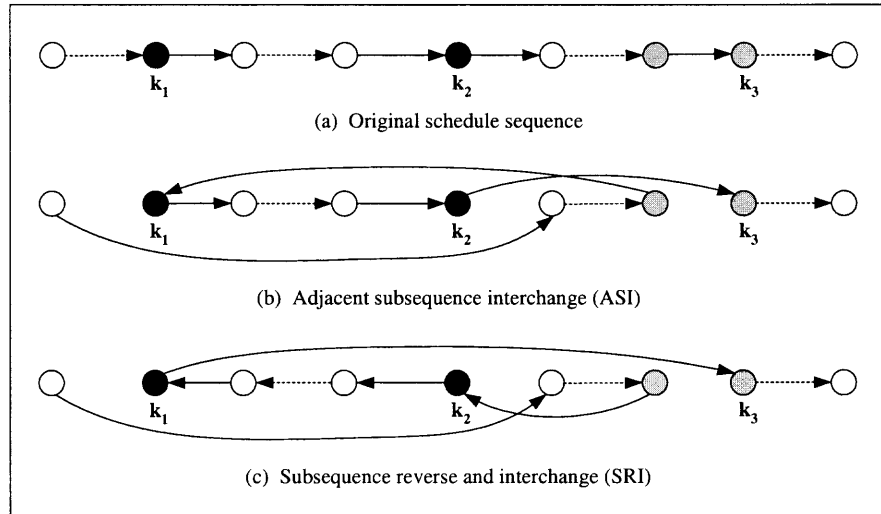 k1 k2 k3
(a) Original schedule sequence
k1 k2 k3
(b) Adjacent subsequence interchange (ASI)
k1 k2 k3
(c) Subsequence reverse and interchange (SRI)